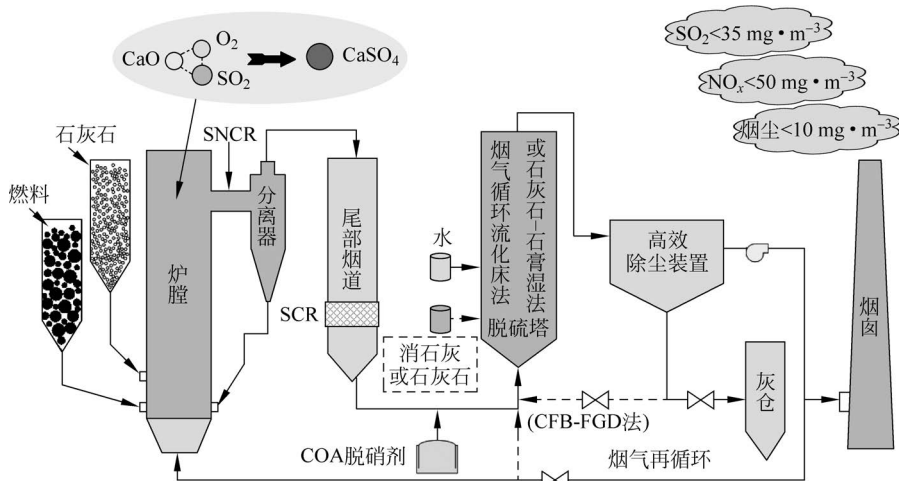 O₂
CaO
SO₂
CaSO₄
SO₂<35 mg·m⁻³
NOₓ<50 mg·m⁻³
烟尘<10 mg·m⁻³
石灰石
燃料
SNCR
炉膛
分离器
尾部烟道
SCR
水
消石灰
或石灰石
烟气循环流化床法
或石灰石-石膏湿法
脱硫塔
高效
除尘装置
灰仓
烟囱
(CFB-FGD法)
COA脱硝剂
烟气再循环